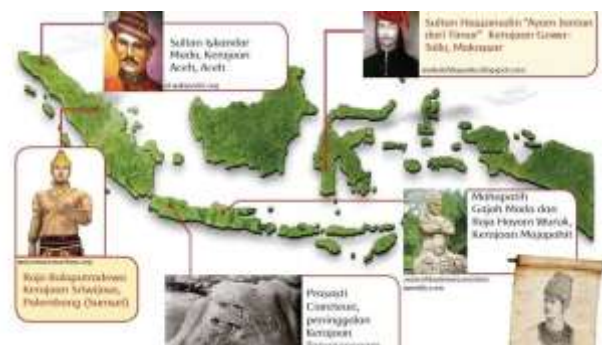 Sultan Iskandar
Muda, Kerajaan
Aceh, Aceh
Sultan Hasanudin "Ayam Jantan
dari Timur" Kerajaan Gowa-
Tallo, Makassar
Mahapatih
Gajah Mada dan
Raja Hayam Wuruk,
Kerajaan Majapahit
Raja Balaputradewa
Kerajaan Sriwijaya,
Palembang (Sumsel)
Prasasti
Ciaruteun,
peninggalan
Kerajaan